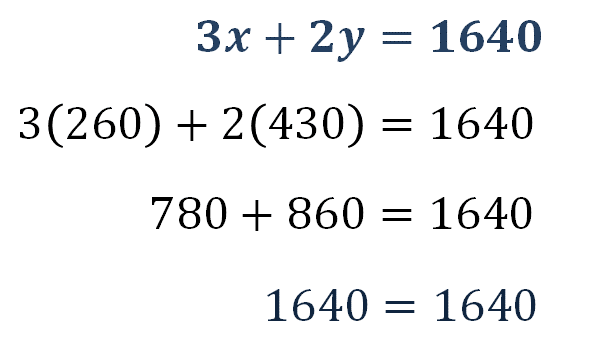 3x + 2y = 1640
3(260) + 2(430) = 1640
780 + 860 = 1640
1640 = 1640